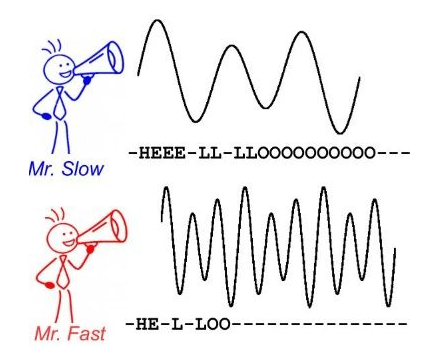 -HEEE-LL-LLOOOOOOOOOO---
Mr. Slow
-HE-L-LOO---------------
Mr. Fast